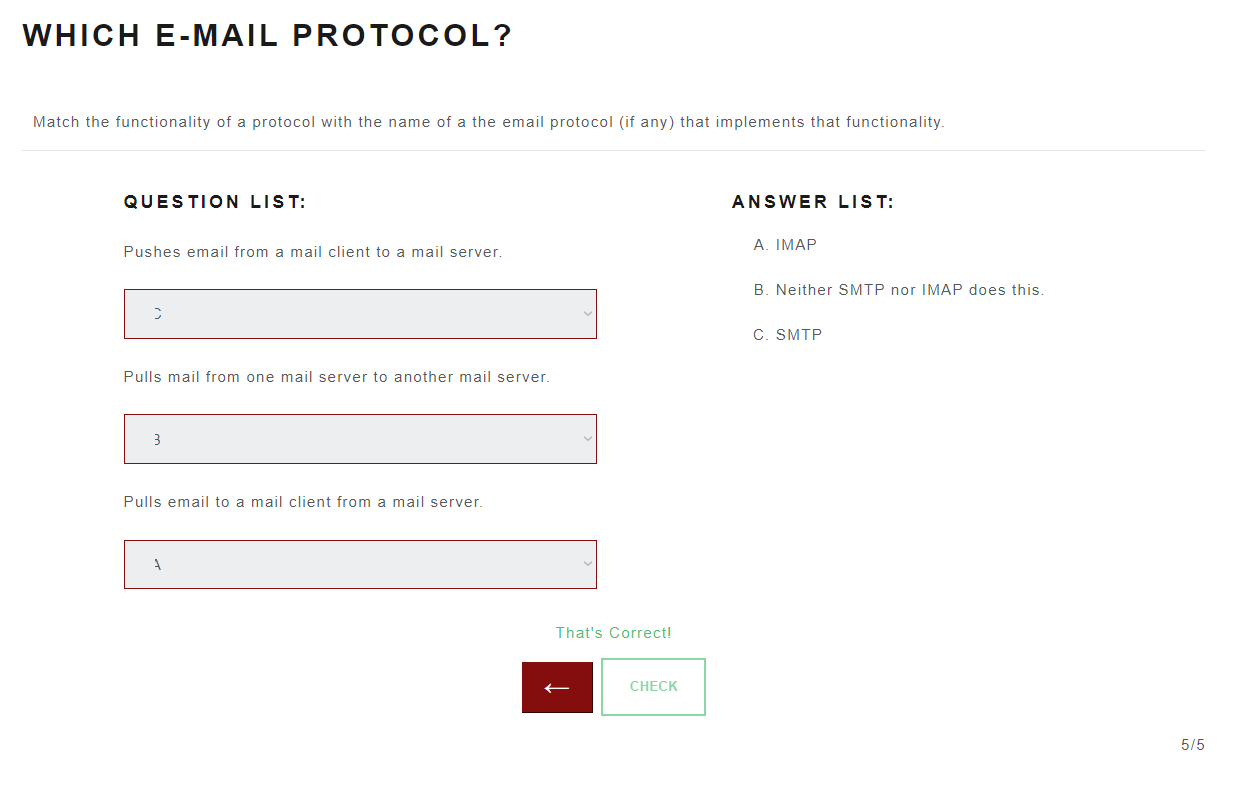 WHICH E-MAIL PROTOCOL?
Match the functionality of a protocol with the name of a the email protocol (if any) that implements that functionality.
QUESTION LIST:
Pushes email from a mail client to a mail server.
C
Pulls mail from one mail server to another mail server.
B
Pulls email to a mail client from a mail server.
A
ANSWER LIST:
A. IMAP
B. Neither SMTP nor IMAP does this.
C. SMTP
That's Correct!
← CHECK
5/5